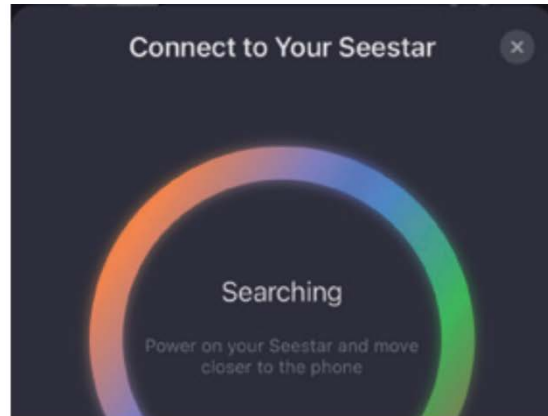 Connect to Your Seestar
Searching
Power on your Seestar and move
closer to the phone